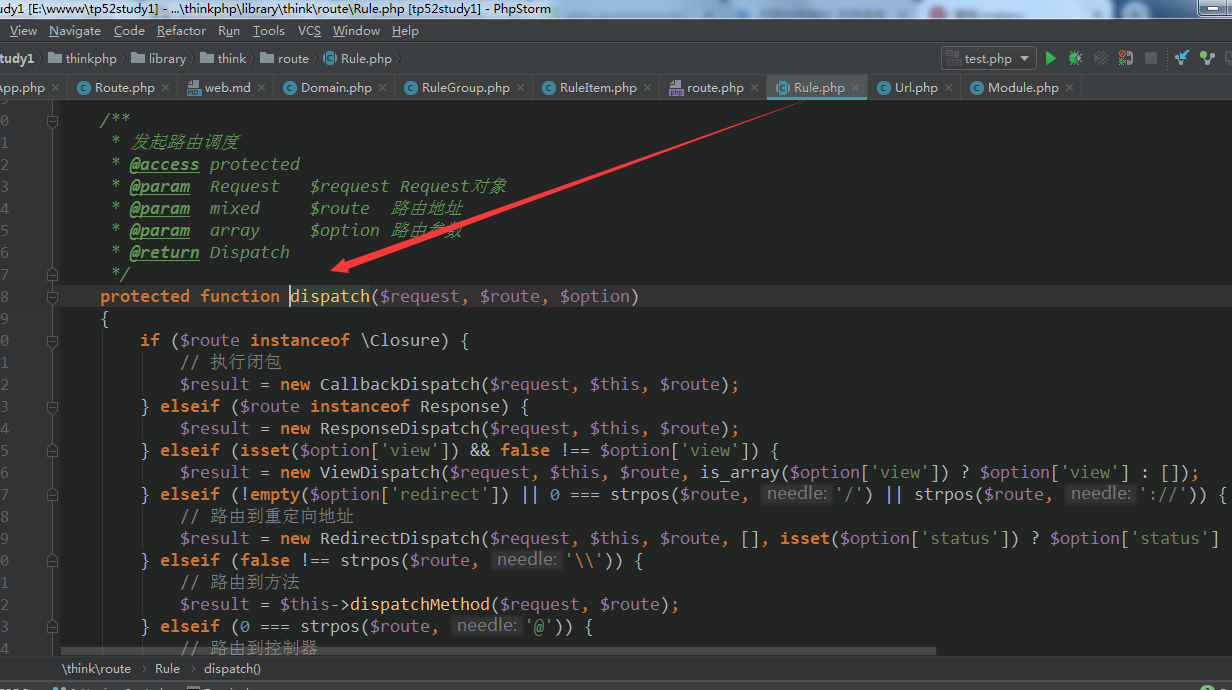 udy1 [E:\wwww\tp52study1] - ...\thinkphp\library\think\route\Rule.php [tp52study1] - PhpStorm
View Navigate Code Refactor Run Tools VCS Window Help
tudy1 thinkphp library think route Rule.php test.php
App.php Route.php web.md Domain.php RuleGroup.php RuleItem.php route.php Rule.php Url.php Module.php
0 /**
1 * 发起路由调度
2 * @access protected
3 * @param Request $request Request对象
4 * @param mixed $route 路由地址
5 * @param array $option 路由参数
6 * @return Dispatch
7 */
8 protected function dispatch($request, $route, $option)
9 {
0 if ($route instanceof \Closure) {
1 // 执行闭包
2 $result = new CallbackDispatch($request, $this, $route);
3 } elseif ($route instanceof Response) {
4 $result = new ResponseDispatch($request, $this, $route);
5 } elseif (isset($option['view']) && false !== $option['view']) {
6 $result = new ViewDispatch($request, $this, $route, is_array($option['view']) ? $option['view'] : []);
7 } elseif (!empty($option['redirect']) || 0 === strpos($route, needle: '/') || strpos($route, needle: '://')) {
8 // 路由到重定向地址
9 $result = new RedirectDispatch($request, $this, $route, [], isset($option['status']) ? $option['status']
0 } elseif (false !== strpos($route, needle: '\\')) {
1 // 路由到方法
2 $result = $this->dispatchMethod($request, $route);
3 } elseif (0 === strpos($route, needle: '@')) {
4 // 路由到控制器
\think\route › Rule › dispatch()